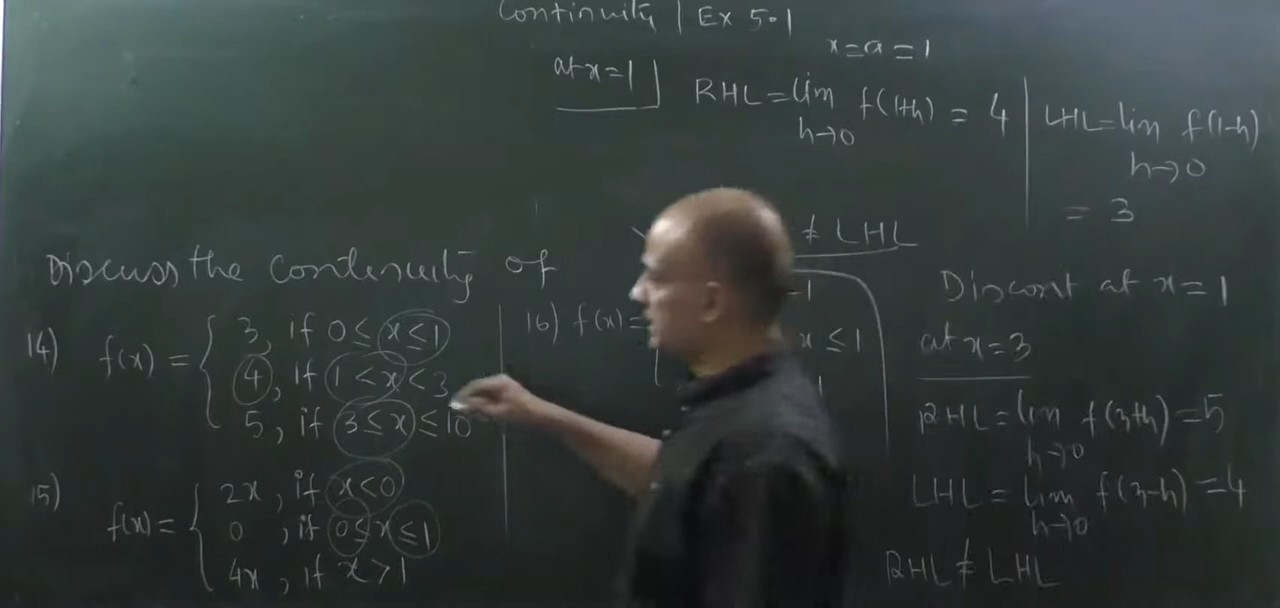 Continuity | Ex 5.1
x=a=1
at x=1
RHL = lim f(1+h) = 4
h→0
LHL = lim f(1-h)
h→0
= 3
≠ LHL
Discuss the continuity of
Discont at x=1
14) f(x) = { 3, if 0≤x≤1
4, if 1<x<3
5, if 3≤x≤10
16) f(x)=
-1
x≤1
1
at x=3
RHL = lim f(3+h) = 5
h→0
LHL = lim f(3-h) = 4
h→0
RHL ≠ LHL
15) f(x) = { 2x, if x<0
0, if 0≤x≤1
4x, if x>1